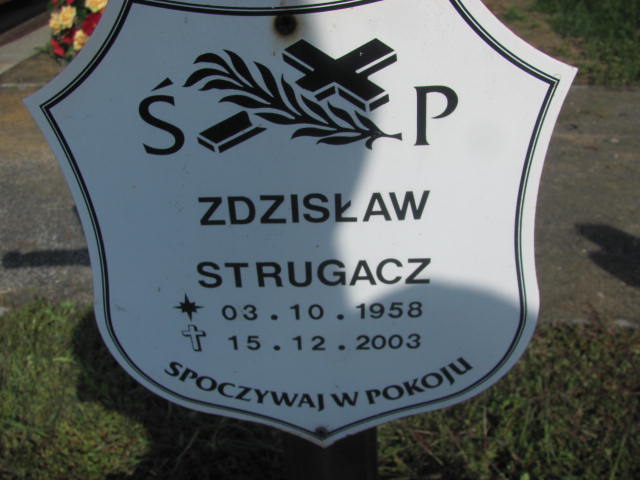 Ś P
ZDZISŁAW
STRUGACZ
03.10.1958
15.12.2003
SPOCZYWAJ W POKOJU